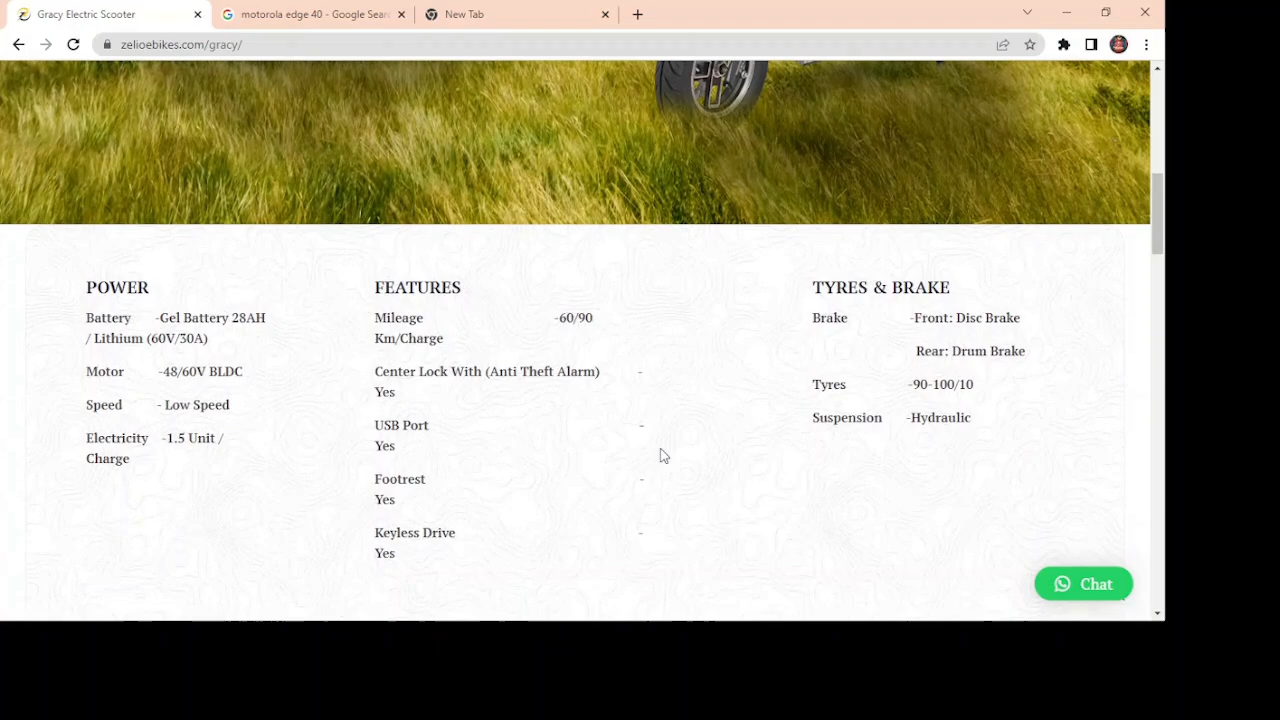 Gracy Electric Scooter
motorola edge 40 - Google Sear
New Tab
zelioebikes.com/gracy/
POWER
Battery -Gel Battery 28AH
/ Lithium (60V/30A)
Motor -48/60V BLDC
Speed - Low Speed
Electricity -1.5 Unit /
Charge
FEATURES
Mileage -60/90
Km/Charge
Center Lock With (Anti Theft Alarm) -
Yes
USB Port -
Yes
Footrest -
Yes
Keyless Drive -
Yes
TYRES & BRAKE
Brake -Front: Disc Brake
Rear: Drum Brake
Tyres -90-100/10
Suspension -Hydraulic
Chat